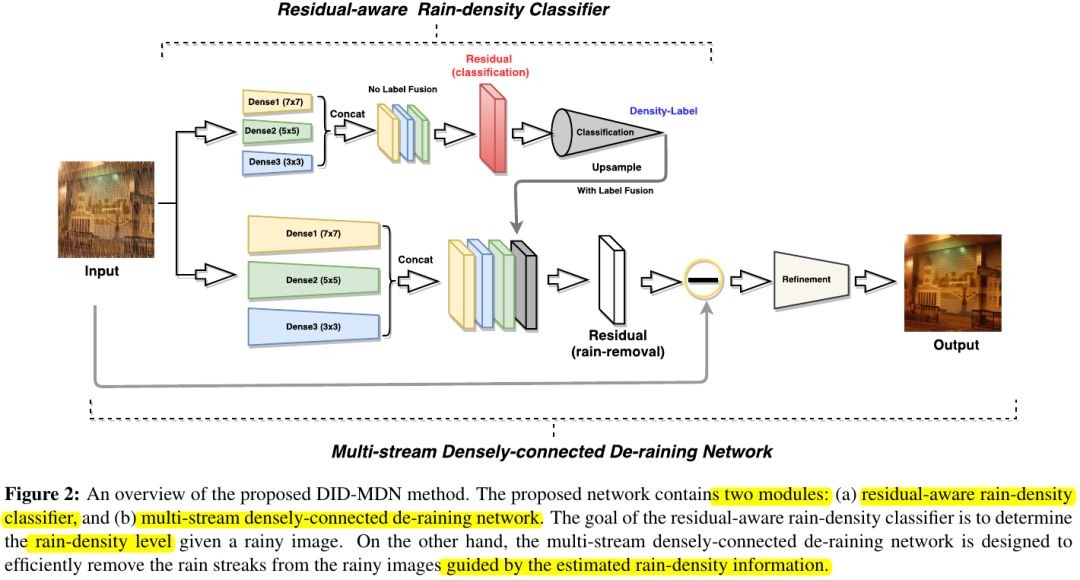 Residual-aware Rain-density Classifier
Residual
(classification)
No Label Fusion
Density-Label
Dense1 (7x7)
Concat
Dense2 (5x5)
Classification
Dense3 (3x3)
Upsample
With Label Fusion
Dense1 (7x7)
Input
Concat
Dense2 (5x5)
Refinement
Dense3 (3x3)
Residual
(rain-removal)
Output
Multi-stream Densely-connected De-raining Network
Figure 2: An overview of the proposed DID-MDN method. The proposed network contains two modules: (a) residual-aware rain-density
classifier, and (b) multi-stream densely-connected de-raining network. The goal of the residual-aware rain-density classifier is to determine
the rain-density level given a rainy image. On the other hand, the multi-stream densely-connected de-raining network is designed to
efficiently remove the rain streaks from the rainy images guided by the estimated rain-density information.